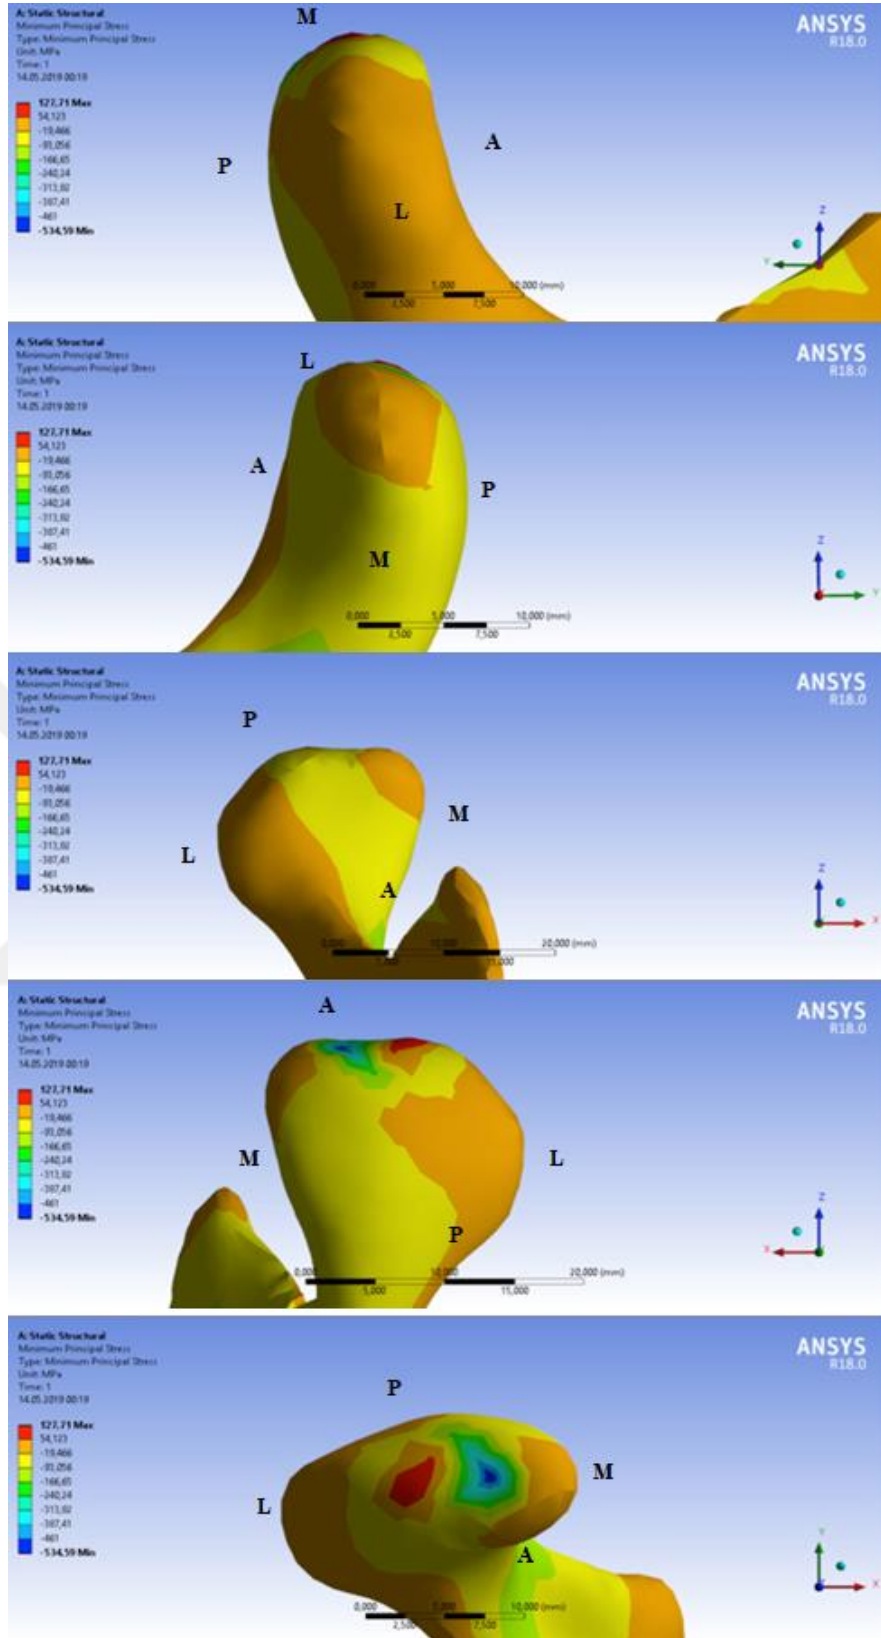 A: Static Structural
Minimum Principal Stress
Type: Minimum Principal Stress
Unit: MPa
Time: 1
14.05.2019 00:19
127,71 Max
54,123
-19,466
-93,056
-166,65
-240,24
-313,82
-387,41
-461
-534,59 Min
M
ANSYS
R18.0
P
A
L
Z
Y
0,000
5,000
10,000 (mm)
2,500
7,500
A: Static Structural
Minimum Principal Stress
Type: Minimum Principal Stress
Unit: MPa
Time: 1
14.05.2019 00:19
127,71 Max
54,123
-19,466
-93,056
-166,65
-240,24
-313,82
-387,41
-461
-534,59 Min
L
ANSYS
R18.0
A
P
M
Z
Y
0,000
5,000
10,000 (mm)
2,500
7,500
A: Static Structural
Minimum Principal Stress
Type: Minimum Principal Stress
Unit: MPa
Time: 1
14.05.2019 00:19
127,71 Max
54,123
-19,466
-93,056
-166,65
-240,24
-313,82
-387,41
-461
-534,59 Min
P
ANSYS
R18.0
M
L
A
Z
X
0,000
10,000
20,000 (mm)
5,000
15,000
A: Static Structural
Minimum Principal Stress
Type: Minimum Principal Stress
Unit: MPa
Time: 1
14.05.2019 00:19
127,71 Max
54,123
-19,466
-93,056
-166,65
-240,24
-313,82
-387,41
-461
-534,59 Min
A
ANSYS
R18.0
M
L
P
Z
X
0,000
10,000
20,000 (mm)
5,000
15,000
A: Static Structural
Minimum Principal Stress
Type: Minimum Principal Stress
Unit: MPa
Time: 1
14.05.2019 00:19
127,71 Max
54,123
-19,466
-93,056
-166,65
-240,24
-313,82
-387,41
-461
-534,59 Min
P
ANSYS
R18.0
M
L
A
Y
X
0,000
5,000
10,000 (mm)
2,500
7,500